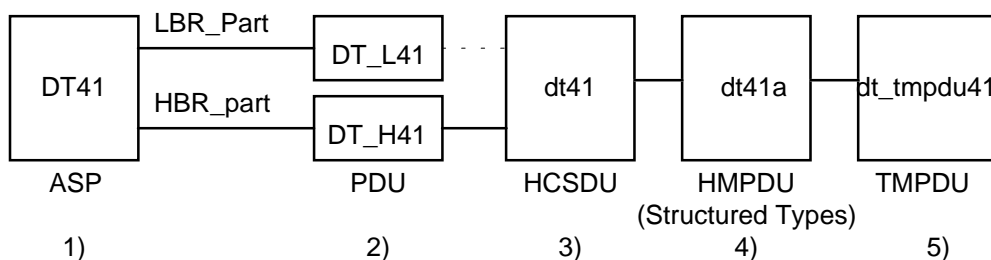 LBR_Part
DT_L41
DT41
dt41
dt41a
dt_tmpdu41
HBR_part
DT_H41
ASP
PDU
HCSDU
HMPDU
TMPDU
(Structured Types)
1)
2)
3)
4)
5)